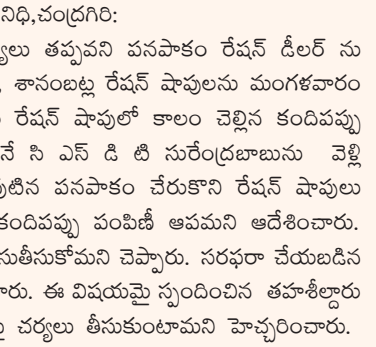 నిధి,చంద్రగిరి:
తప్పవని పనపాకం రేషన్ డీలర్ ను
, శానంబట్ల రేషన్ షాపులను మంగళవారం
రేషన్ షాపులో కాలం చెల్లిన కందిపప్పు
నే సి ఎస్ డి టి సురేంద్రబాబును వెళ్లి
పనపాకం చేరుకొని రేషన్ షాపులు
కందిపప్పు పంపిణీ ఆపమని ఆదేశించారు.
చెప్పారు. సరఫరా చేయబడిన
ఈ విషయమై స్పందించిన తహశీల్దారు
చర్యలు తీసుకుంటామని హెచ్చరించారు.